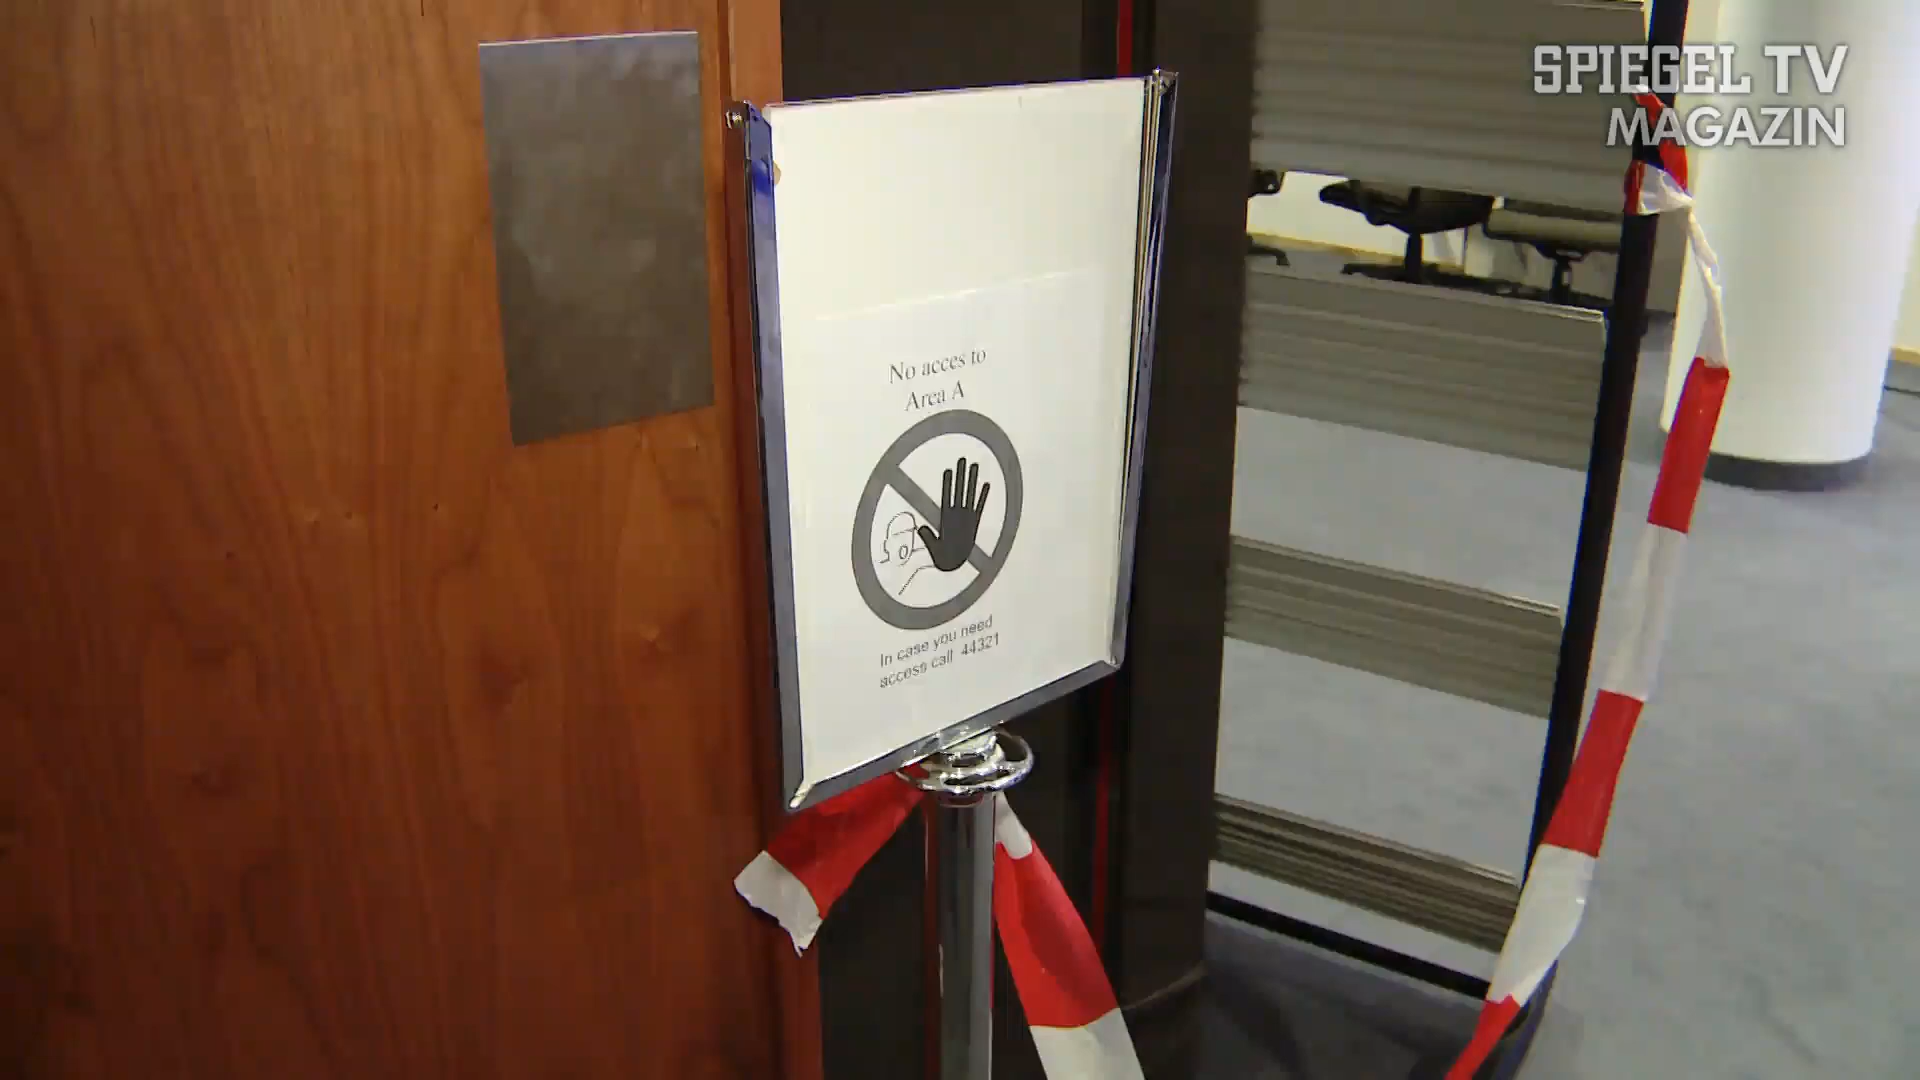 SPIEGEL TV
MAGAZIN
No acces to
Area A
In case you need
access call 44321